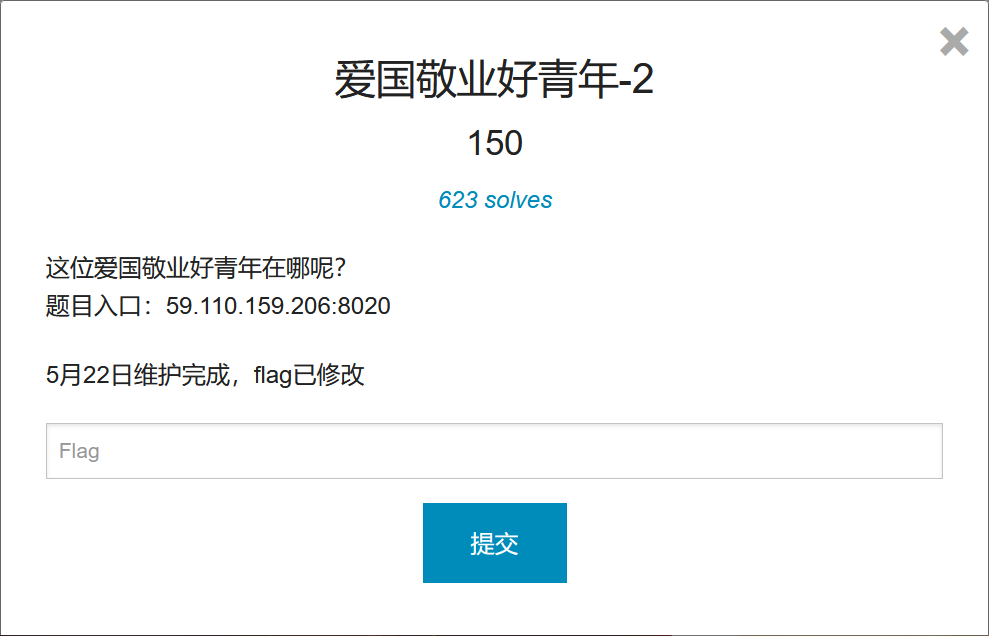 爱国敬业好青年-2
150
623 solves
这位爱国敬业好青年在哪呢?
题目入口：59.110.159.206:8020
5月22日维护完成，flag已修改
Flag
提交